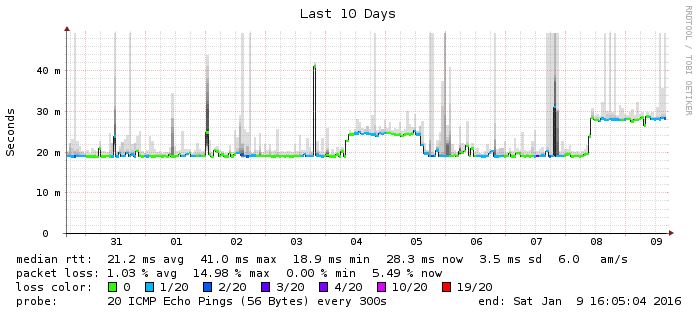 Last 10 Days
RRDTOOL / TOBI OETIKER
Seconds
40 m
30 m
20 m
10 m
0
31 01 02 03 04 05 06 07 08 09
median rtt: 21.2 ms avg 41.0 ms max 18.9 ms min 28.3 ms now 3.5 ms sd 6.0 am/s
packet loss: 1.03 % avg 14.98 % max 0.00 % min 5.49 % now
loss color: 0 1/20 2/20 3/20 4/20 10/20 19/20
probe: 20 ICMP Echo Pings (56 Bytes) every 300s end: Sat Jan 9 16:05:04 2016